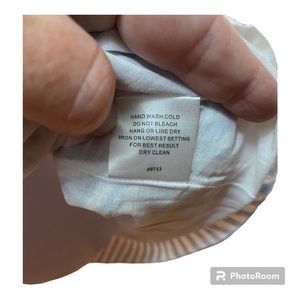 HAND WASH COLD
DO NOT BLEACH
HANG OR LINE DRY
IRON ON LOWEST SETTING
FOR BEST RESULT
DRY CLEAN
49733
PhotoRoom